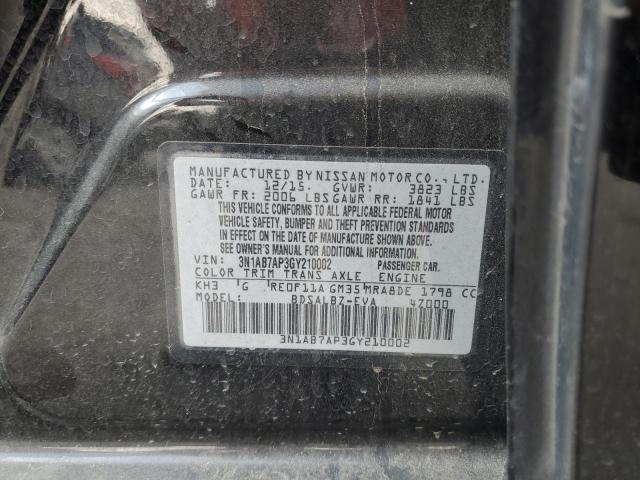 MANUFACTURED BY NISSAN MOTOR CO., LTD.
DATE: 12/15. GVWR: 3823 LBS
GAWR FR: 2006 LBS GAWR RR: 1841 LBS
THIS VEHICLE CONFORMS TO ALL APPLICABLE FEDERAL MOTOR
VEHICLE SAFETY, BUMPER AND THEFT PREVENTION STANDARDS
IN EFFECT ON THE DATE OF MANUFACTURE SHOWN ABOVE.
SEE OWNER'S MANUAL FOR ADDITIONAL INFORMATION
VIN: 3N1AB7AP3GY210002 PASSENGER CAR.
COLOR TRIM TRANS AXLE ENGINE
KH3 G RE0F11A GM35 MRA8DE 1798 CC
MODEL BDSALBZ-EVA 47000
3N1AB7AP3GY210002